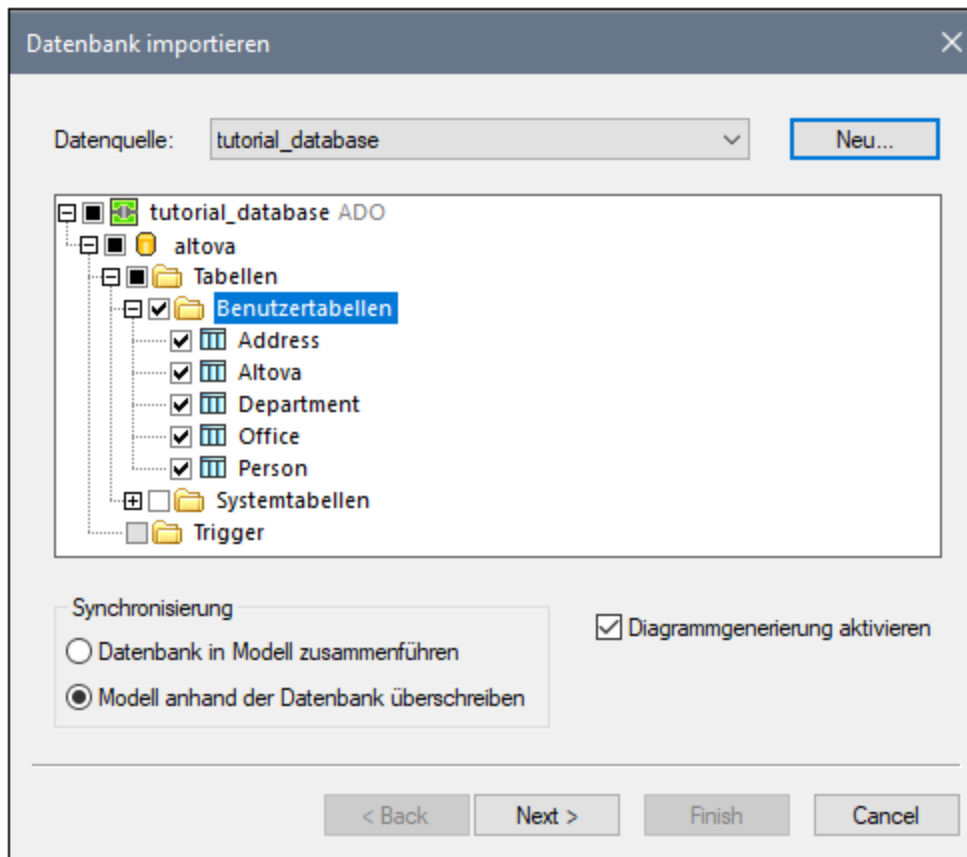 Datenbank importieren
Datenquelle: tutorial_database Neu...
tutorial_database ADO
altova
Tabellen
Benutzertabellen
Address
Altova
Department
Office
Person
Systemtabellen
Trigger
Synchronisierung
Datenbank in Modell zusammenführen
Modell anhand der Datenbank überschreiben
Diagrammgenerierung aktivieren
< Back Next > Finish Cancel